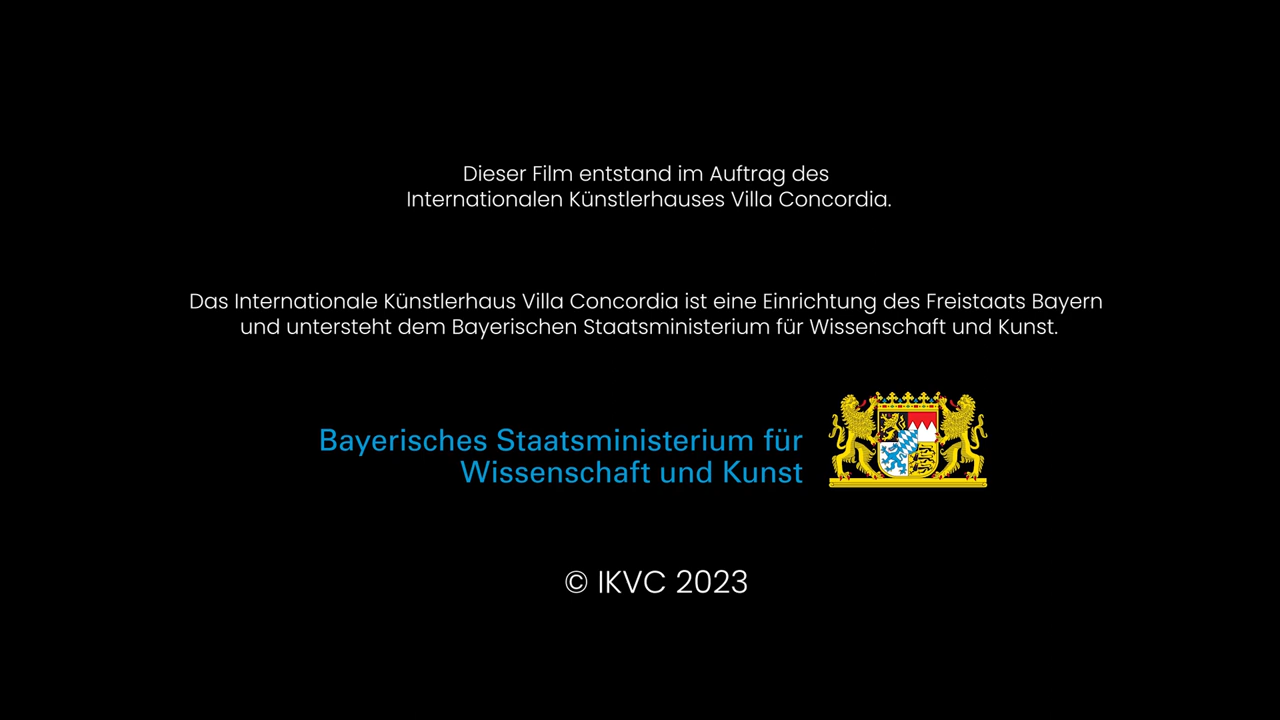 Dieser Film entstand im Auftrag des
Internationalen Künstlerhauses Villa Concordia.
Das Internationale Künstlerhaus Villa Concordia ist eine Einrichtung des Freistaats Bayern
und untersteht dem Bayerischen Staatsministerium für Wissenschaft und Kunst.
Bayerisches Staatsministerium für
Wissenschaft und Kunst
© IKVC 2023